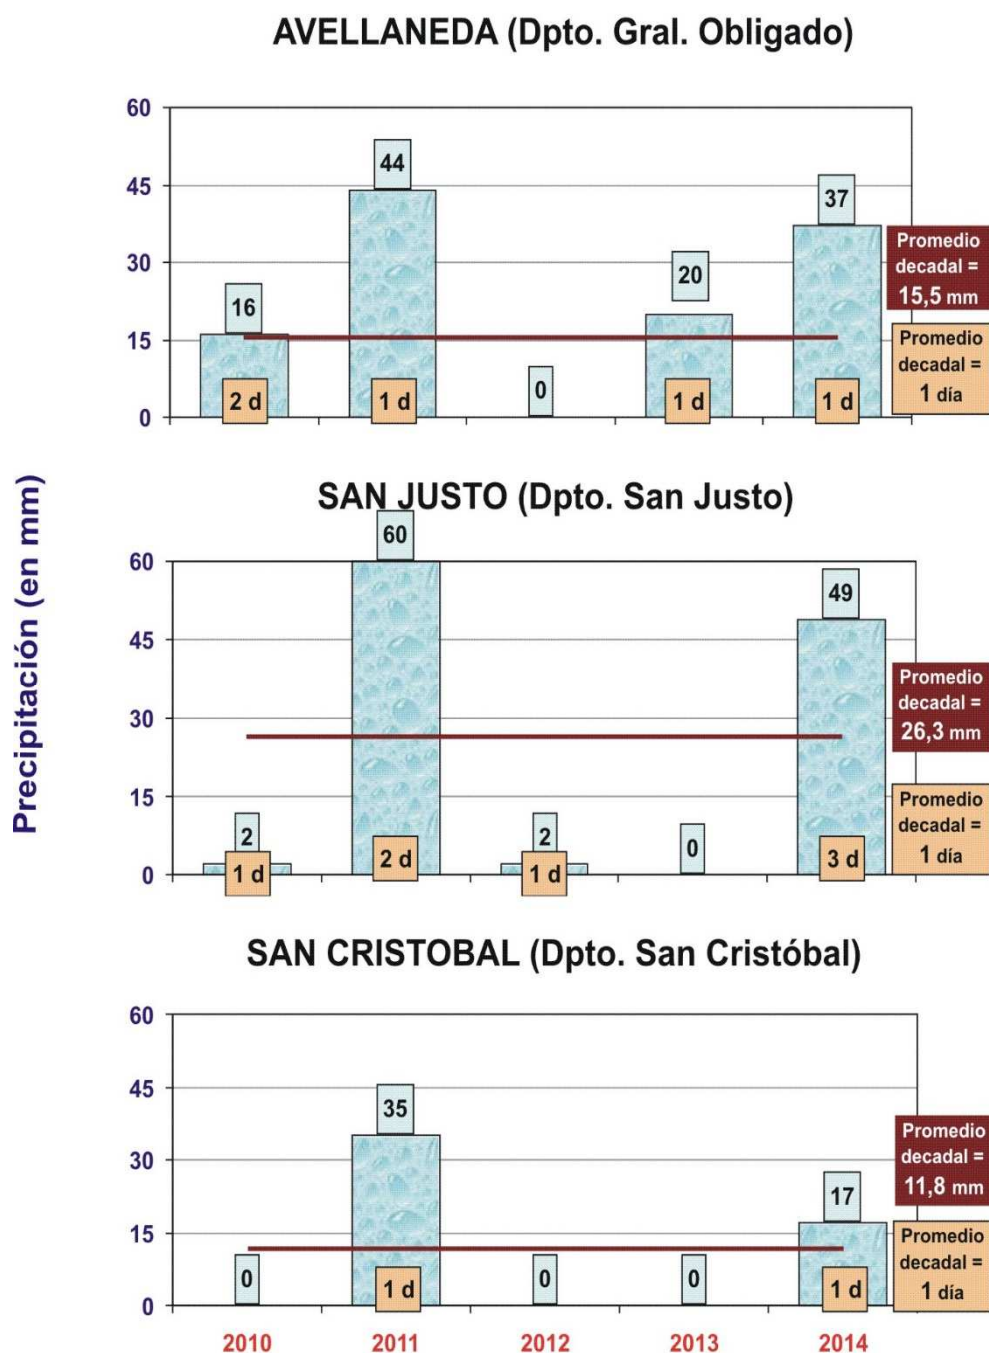 AVELLANEDA (Dpto. Gral. Obligado)
60
45
30
15
0
16
44
0
20
37
2 d
1 d
1 d
1 d
Promedio
decadal =
15,5 mm
Promedio
decadal =
1 día
Precipitación (en mm)
SAN JUSTO (Dpto. San Justo)
60
45
30
15
0
2
60
2
0
49
1 d
2 d
1 d
3 d
Promedio
decadal =
26,3 mm
Promedio
decadal =
1 día
SAN CRISTOBAL (Dpto. San Cristóbal)
60
45
30
15
0
0
35
0
0
17
1 d
1 d
Promedio
decadal =
11,8 mm
Promedio
decadal =
1 día
2010
2011
2012
2013
2014